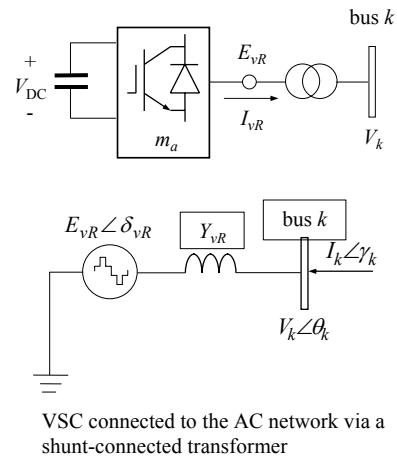 bus k
+
V_DC
-
E_vR
I_vR
m_a
V_k
E_vR∠δ_vR
Y_vR
bus k
I_k∠γ_k
V_k∠θ_k
VSC connected to the AC network via a
shunt-connected transformer